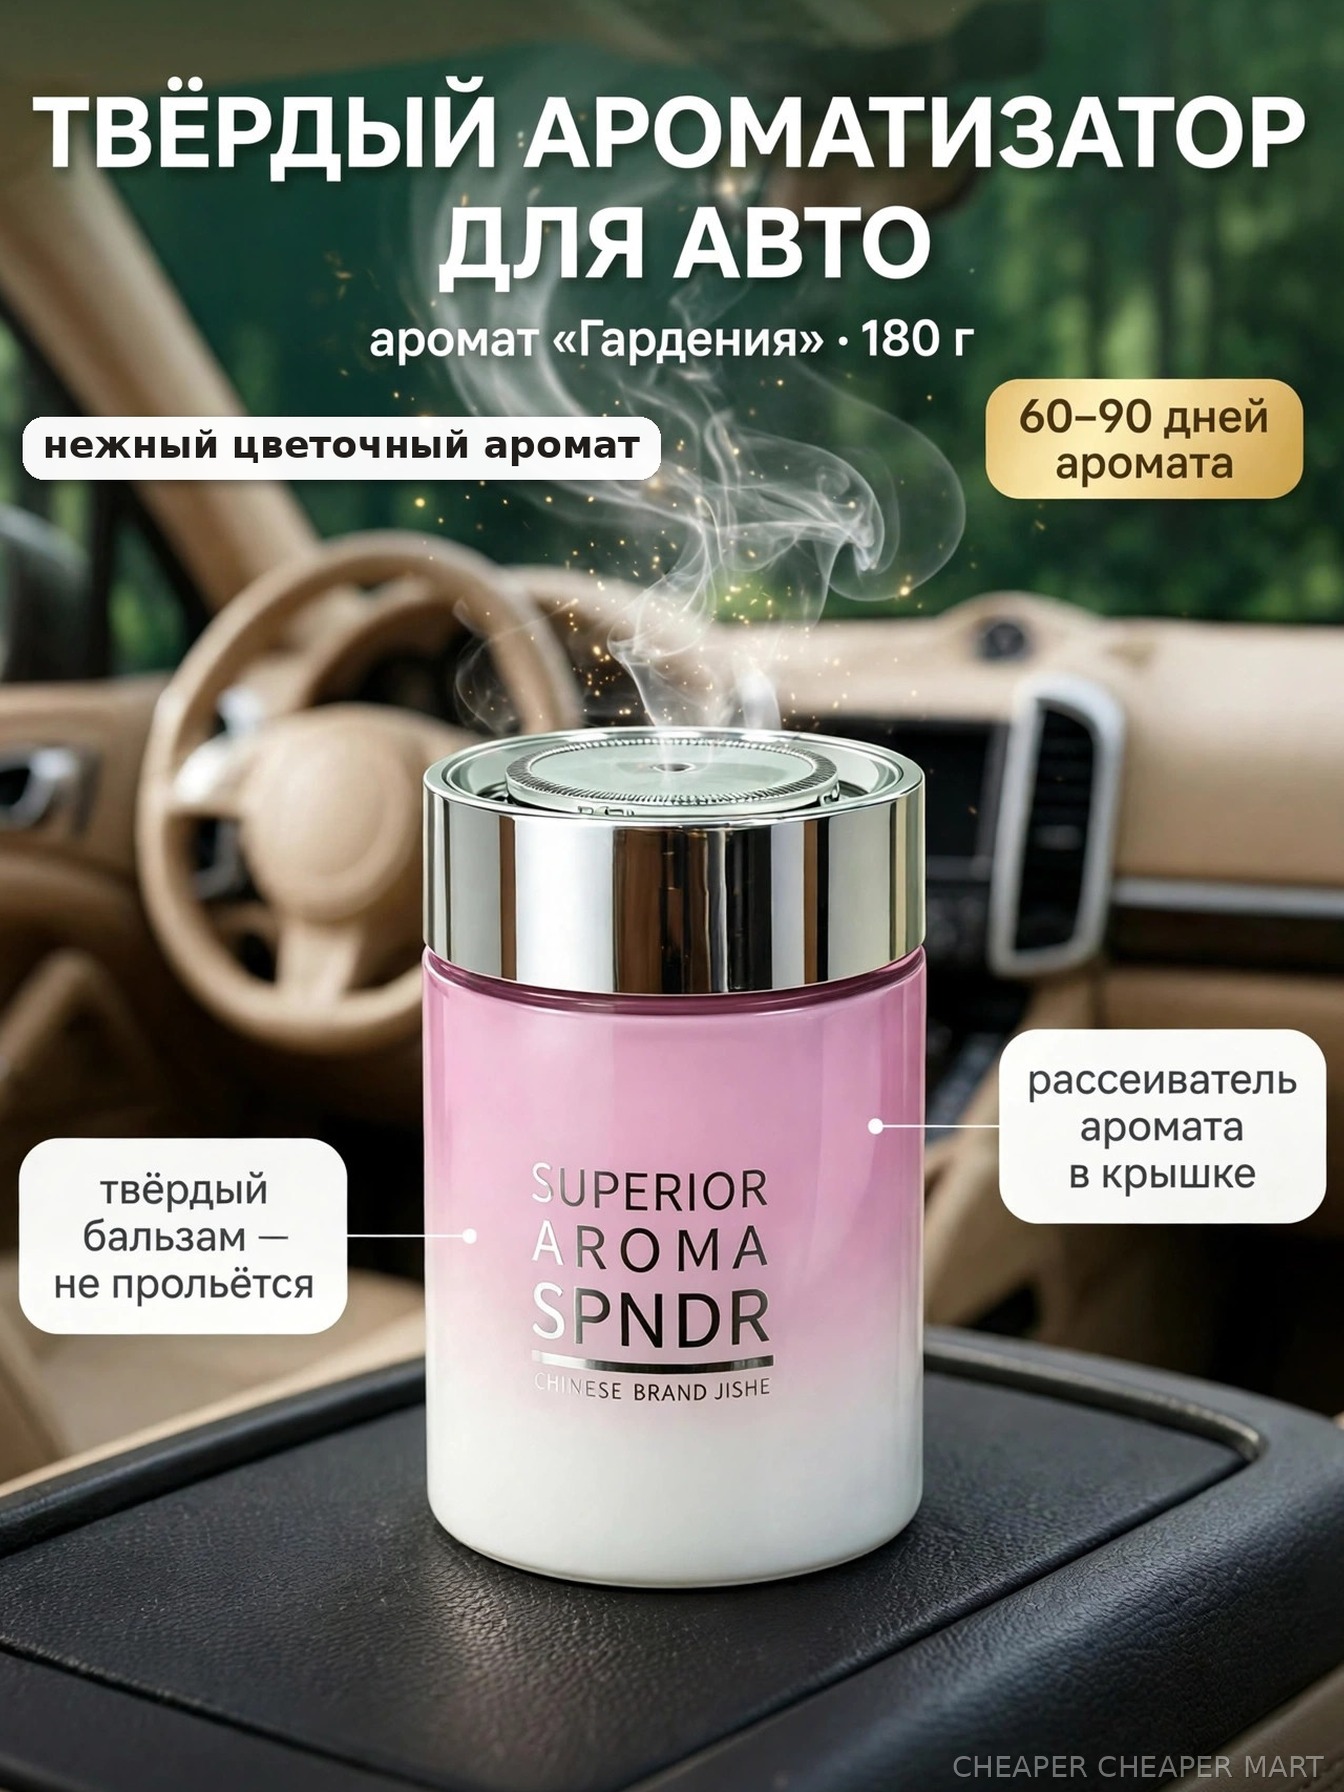 ТВЁРДЫЙ АРОМАТИЗАТОР
ДЛЯ АВТО
аромат «Гардения» · 180 г
нежный цветочный аромат
60–90 дней
аромата
рассеиватель
аромата
в крышке
твёрдый
бальзам —
не прольётся
SUPERIOR
AROMA
SPNDR
CHINESE BRAND JISHE
CHEAPER CHEAPER MART